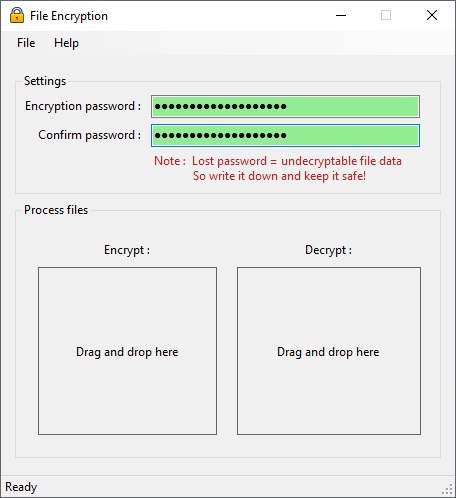 File Encryption
File Help
Settings
Encryption password : ●●●●●●●●●●●●●●●●●●●
Confirm password : ●●●●●●●●●●●●●●●●●●●
Note : Lost password = undecryptable file data
So write it down and keep it safe!
Process files
Encrypt : Decrypt :
Drag and drop here Drag and drop here
Ready